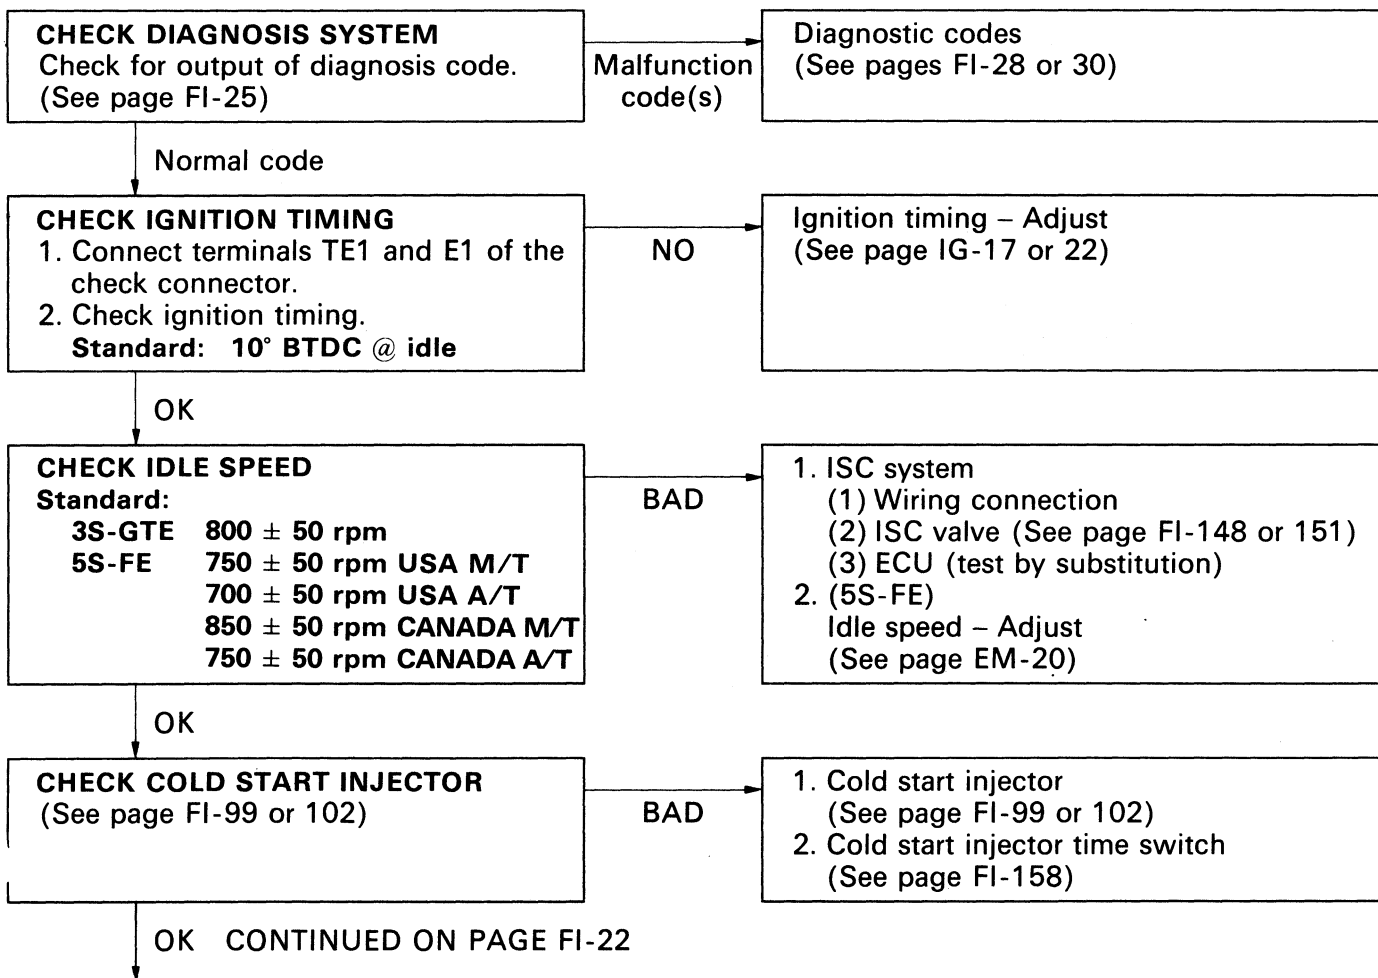 CHECK DIAGNOSIS SYSTEM
Check for output of diagnosis code.
(See page FI-25)
Malfunction
code(s)
Diagnostic codes
(See pages FI-28 or 30)
Normal code
CHECK IGNITION TIMING
1. Connect terminals TE1 and E1 of the
check connector.
2. Check ignition timing.
Standard: 10° BTDC @ idle
NO
Ignition timing – Adjust
(See page IG-17 or 22)
OK
CHECK IDLE SPEED
Standard:
3S-GTE 800 ± 50 rpm
5S-FE 750 ± 50 rpm USA M/T
700 ± 50 rpm USA A/T
850 ± 50 rpm CANADA M/T
750 ± 50 rpm CANADA A/T
BAD
1. ISC system
(1) Wiring connection
(2) ISC valve (See page FI-148 or 151)
(3) ECU (test by substitution)
2. (5S-FE)
Idle speed – Adjust
(See page EM-20)
OK
CHECK COLD START INJECTOR
(See page FI-99 or 102)
BAD
1. Cold start injector
(See page FI-99 or 102)
2. Cold start injector time switch
(See page FI-158)
OK CONTINUED ON PAGE FI-22